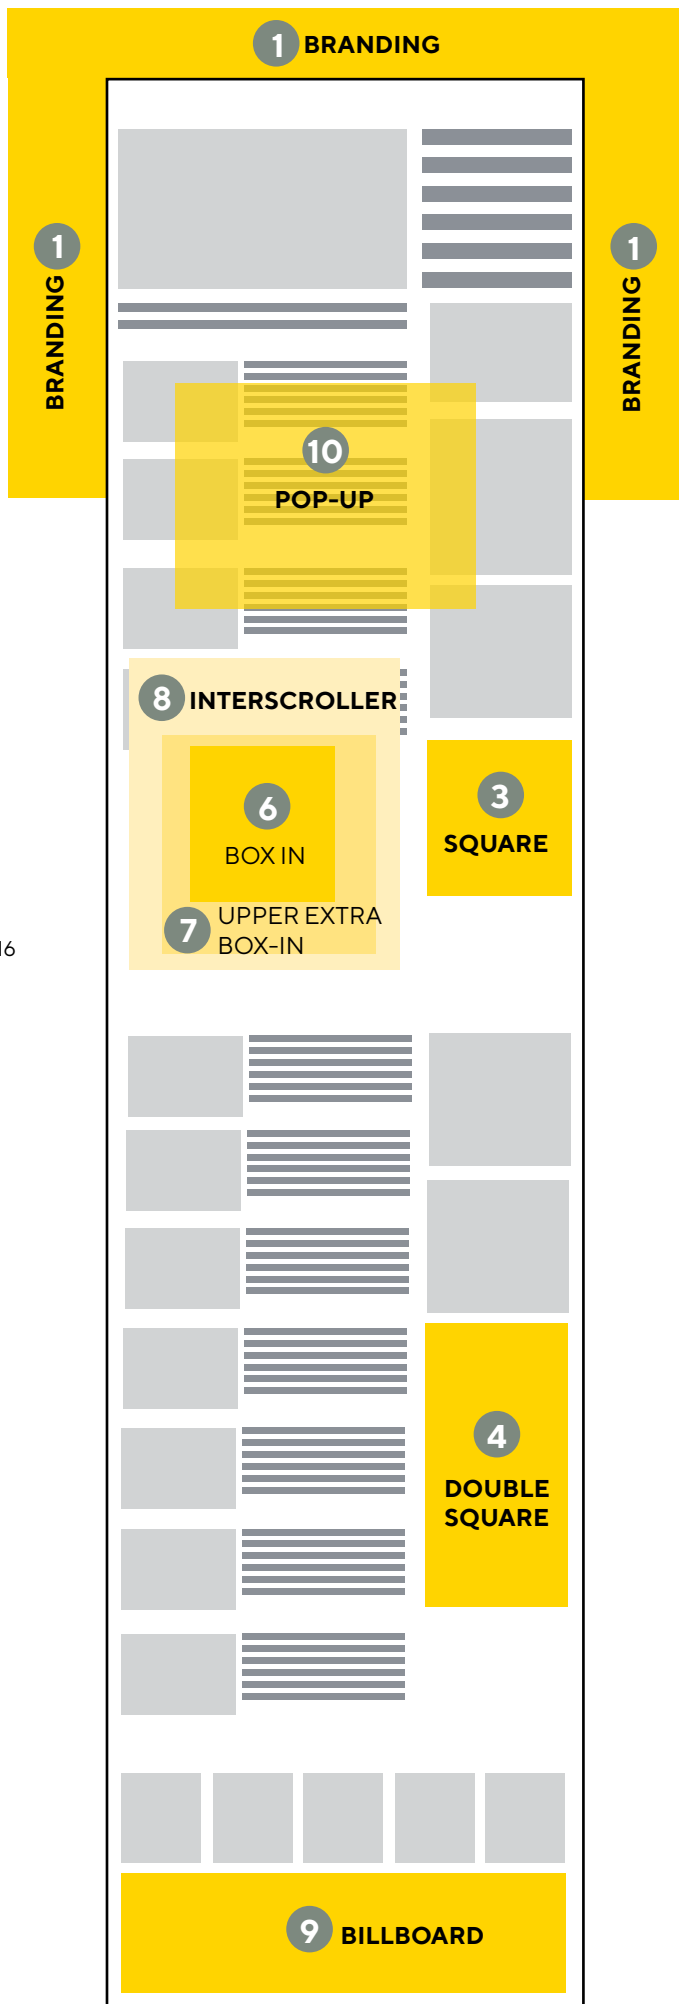 1 BRANDING
1 BRANDING
1 BRANDING
10
POP-UP
8 INTERSCROLLER
6
BOX IN
3
SQUARE
7 UPPER EXTRA
BOX-IN
16
4
DOUBLE
SQUARE
9 BILLBOARD